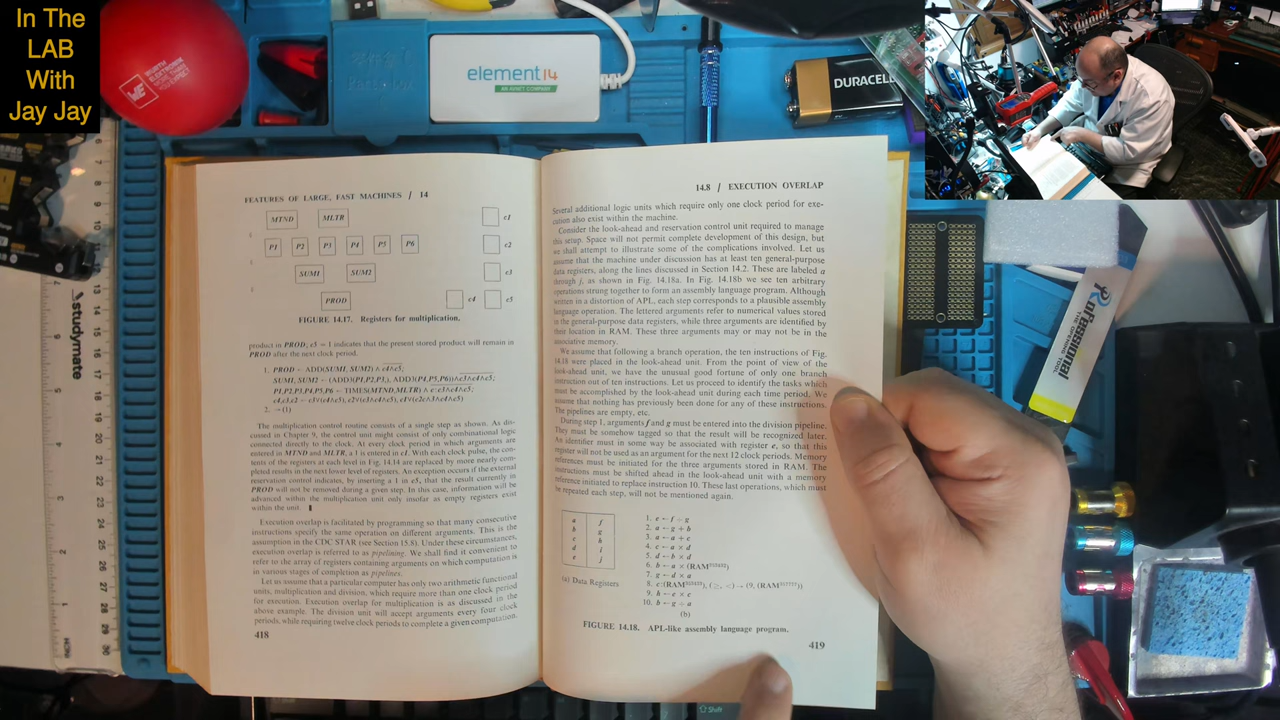 In The
LAB
With
Jay Jay
WÜRTH
ELEKTRONIK
element14
AN AVNET COMPANY
DURACELL
studymate
Professional
THE OPENING TOOL
Shift
FEATURES OF LARGE, FAST MACHINES / 14
MTND MLTR c1
P1 P2 P3 P4 P5 P6 c2
SUM1 SUM2 c3
PROD c4 c5
FIGURE 14.17. Registers for multiplication.
product in PROD; c5 = 1 indicates that the present stored product will remain in
PROD after the next clock period.
2. → (1)
The multiplication control routine consists of a single step as shown. As dis-
cussed in Chapter 9, the control unit might consist of only combinational logic
connected directly to the clock. At every clock period in which arguments are
entered in MTND and MLTR, a 1 is entered in c1. With each clock pulse, the con-
tents of the registers at each level in Fig. 14.14 are replaced by more nearly com-
pleted results in the next lower level of registers. An exception occurs if the external
reservation control indicates, by inserting a 1 in c5, that the result currently in
PROD will not be removed during a given step. In this case, information will be
advanced within the multiplication unit only insofar as empty registers exist
within the unit.
Execution overlap is facilitated by programming so that many consecutive
instructions specify the same operation on different arguments. This is the
assumption in the CDC STAR (see Section 15.8). Under these circumstances,
execution overlap is referred to as pipelining. We shall find it convenient to
refer to the array of registers containing arguments on which computation is
in various stages of completion as pipelines.
Let us assume that a particular computer has only two arithmetic functional
units, multiplication and division, which require more than one clock period
for execution. Execution overlap for multiplication is as discussed in the
above example. The division unit will accept arguments every four clock
periods, while requiring twelve clock periods to complete a given computation.
418
14.8 / EXECUTION OVERLAP
Several additional logic units which require only one clock period for exe-
cution also exist within the machine.
Consider the look-ahead and reservation control unit required to manage
this setup. Space will not permit complete development of this design, but
we shall attempt to illustrate some of the complications involved. Let us
assume that the machine under discussion has at least ten general-purpose
data registers, along the lines discussed in Section 14.2. These are labeled a
through j, as shown in Fig. 14.18a. In Fig. 14.18b we see ten arbitrary
operations strung together to form an assembly language program. Although
written in a distortion of APL, each step corresponds to a plausible assembly
language operation. The lettered arguments refer to numerical values stored
in the general-purpose data registers, while three arguments are identified by
their location in RAM. These three arguments may or may not be in the
associative memory.
We assume that following a branch operation, the ten instructions of Fig.
14.18 were placed in the look-ahead unit. From the point of view of the
look-ahead unit, we have the unusual good fortune of only one branch
instruction out of ten instructions. Let us proceed to identify the tasks which
must be accomplished by the look-ahead unit during each time period. We
assume that nothing has previously been done for any of these instructions.
The pipelines are empty, etc.
During step 1, arguments f and g must be entered into the division pipeline.
They must be somehow tagged so that the result will be recognized later.
An identifier must in some way be associated with register e, so that this
register will not be used as an argument for the next 12 clock periods. Memory
references must be initiated for the three arguments stored in RAM. The
instructions must be shifted ahead in the look-ahead unit with a memory
reference initiated to replace instruction 10. These last operations, which must
be repeated each step, will not be mentioned again.
a f
b g
c h
d i
e j
(a) Data Registers
1. e ← f ÷ g
2. a ← g + b
3. a ← a + c
4. c ← a × d
5. d ← b × d
7. g ← d × a
9. h ← e × c
10. b ← g ÷ a
(b)
FIGURE 14.18. APL-like assembly language program.
419